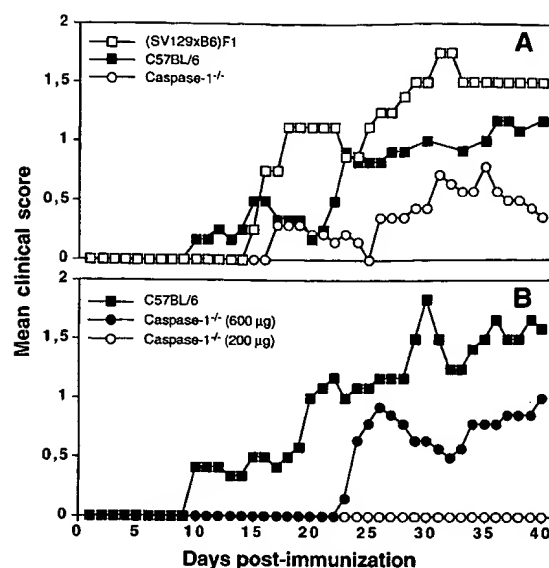 2
A
(SV129xB6)F1
C57BL/6
Caspase-1-/-
1,5
1
0,5
0
Mean clinical score
2
B
C57BL/6
Caspase-1-/- (600 µg)
Caspase-1-/- (200 µg)
1,5
1
0,5
0
0 5 10 15 20 25 30 35 40
Days post-immunization